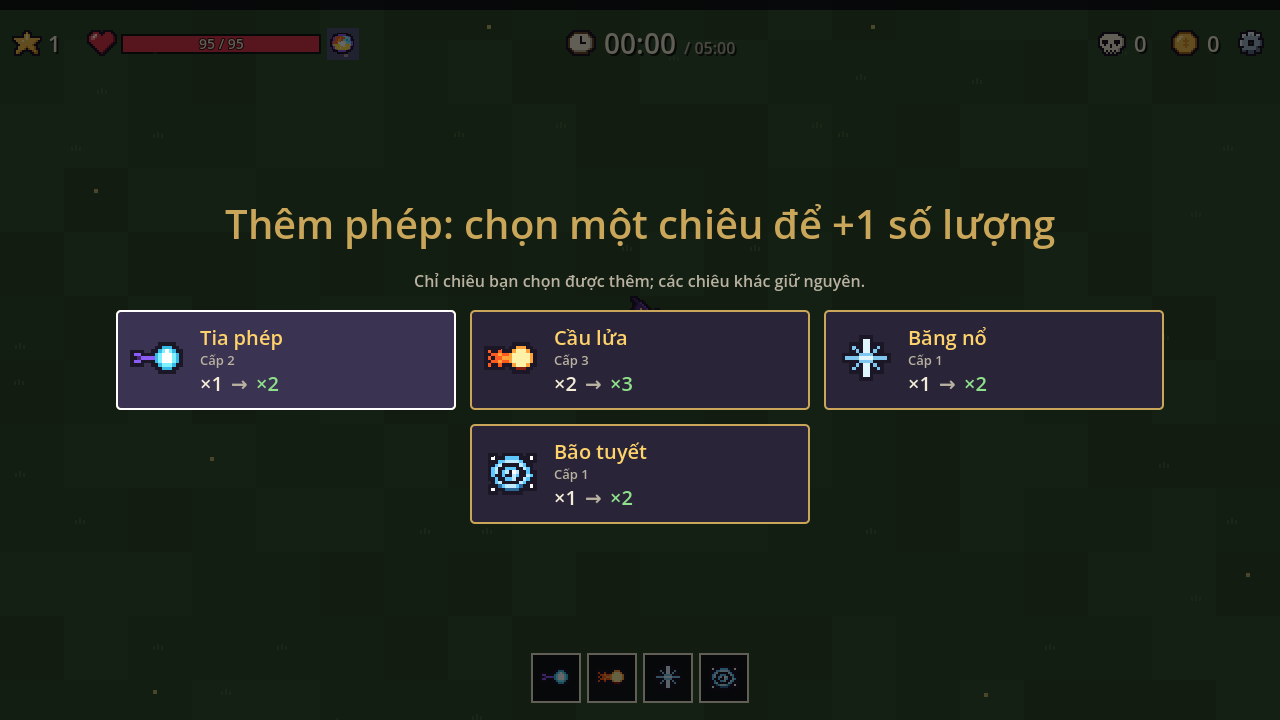 1
95 / 95
00:00 / 05:00
0
0
Thêm phép: chọn một chiêu để +1 số lượng
Chỉ chiêu bạn chọn được thêm; các chiêu khác giữ nguyên.
Tia phép
Cấp 2
×1 → ×2
Cầu lửa
Cấp 3
×2 → ×3
Băng nổ
Cấp 1
×1 → ×2
Bão tuyết
Cấp 1
×1 → ×2